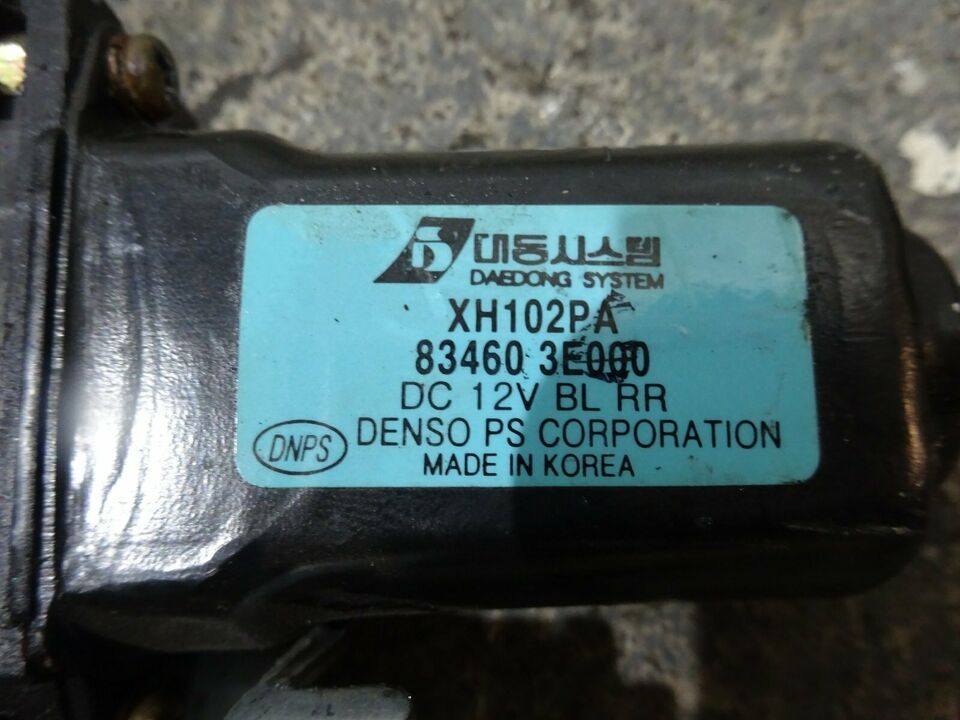 대동시스템
DAEDONG SYSTEM
XH102PA
83460 3E000
DC 12V BL RR
DNPS
DENSO PS CORPORATION
MADE IN KOREA